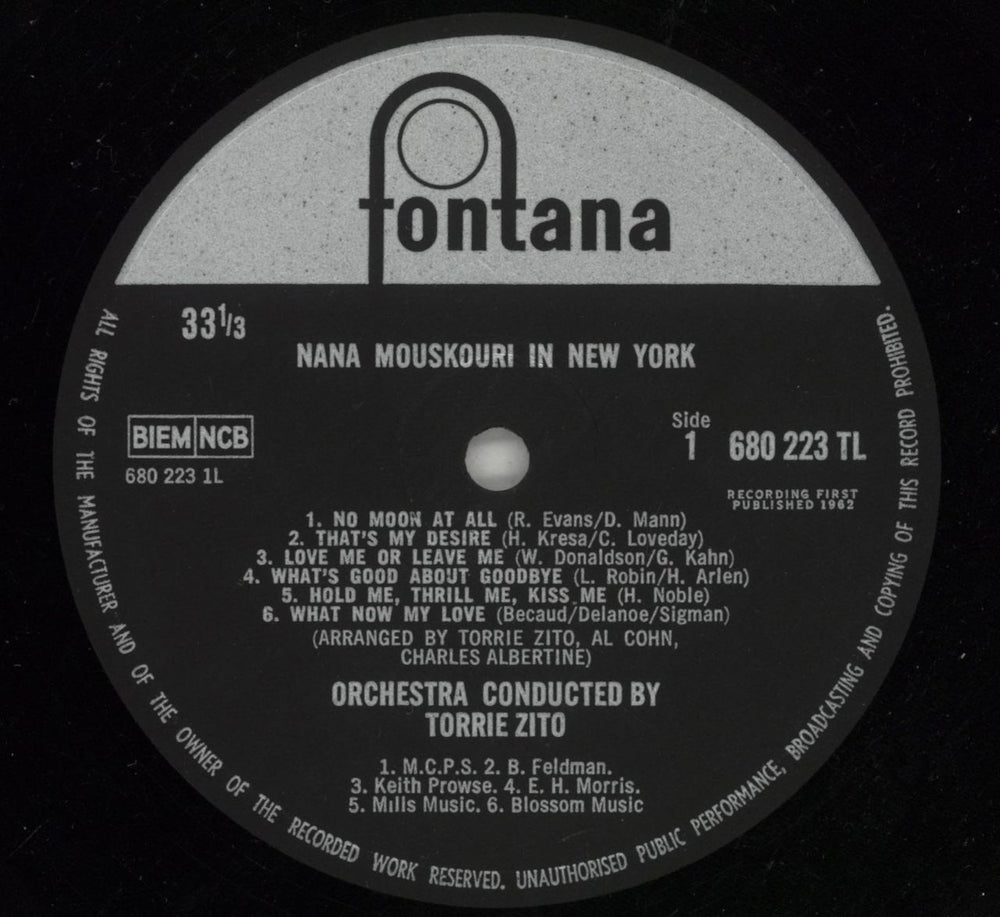 fontana
33⅓
NANA MOUSKOURI IN NEW YORK
BIEM NCB
680 223 1L
Side
1 680 223 TL
RECORDING FIRST
PUBLISHED 1962
1. NO MOON AT ALL (R. Evans/D. Mann)
2. THAT'S MY DESIRE (H. Kresa/C. Loveday)
3. LOVE ME OR LEAVE ME (W. Donaldson/G. Kahn)
4. WHAT'S GOOD ABOUT GOODBYE (L. Robin/H. Arlen)
5. HOLD ME, THRILL ME, KISS ME (H. Noble)
6. WHAT NOW MY LOVE (Becaud/Delanoe/Sigman)
(ARRANGED BY TORRIE ZITO, AL COHN,
CHARLES ALBERTINE)
ORCHESTRA CONDUCTED BY
TORRIE ZITO
1. M.C.P.S. 2. B. Feldman.
3. Keith Prowse. 4. E. H. Morris.
5. Mills Music. 6. Blossom Music
ALL RIGHTS OF THE MANUFACTURER AND OF THE OWNER OF THE RECORDED WORK RESERVED. UNAUTHORISED PUBLIC PERFORMANCE, BROADCASTING AND COPYING OF THIS RECORD PROHIBITED.